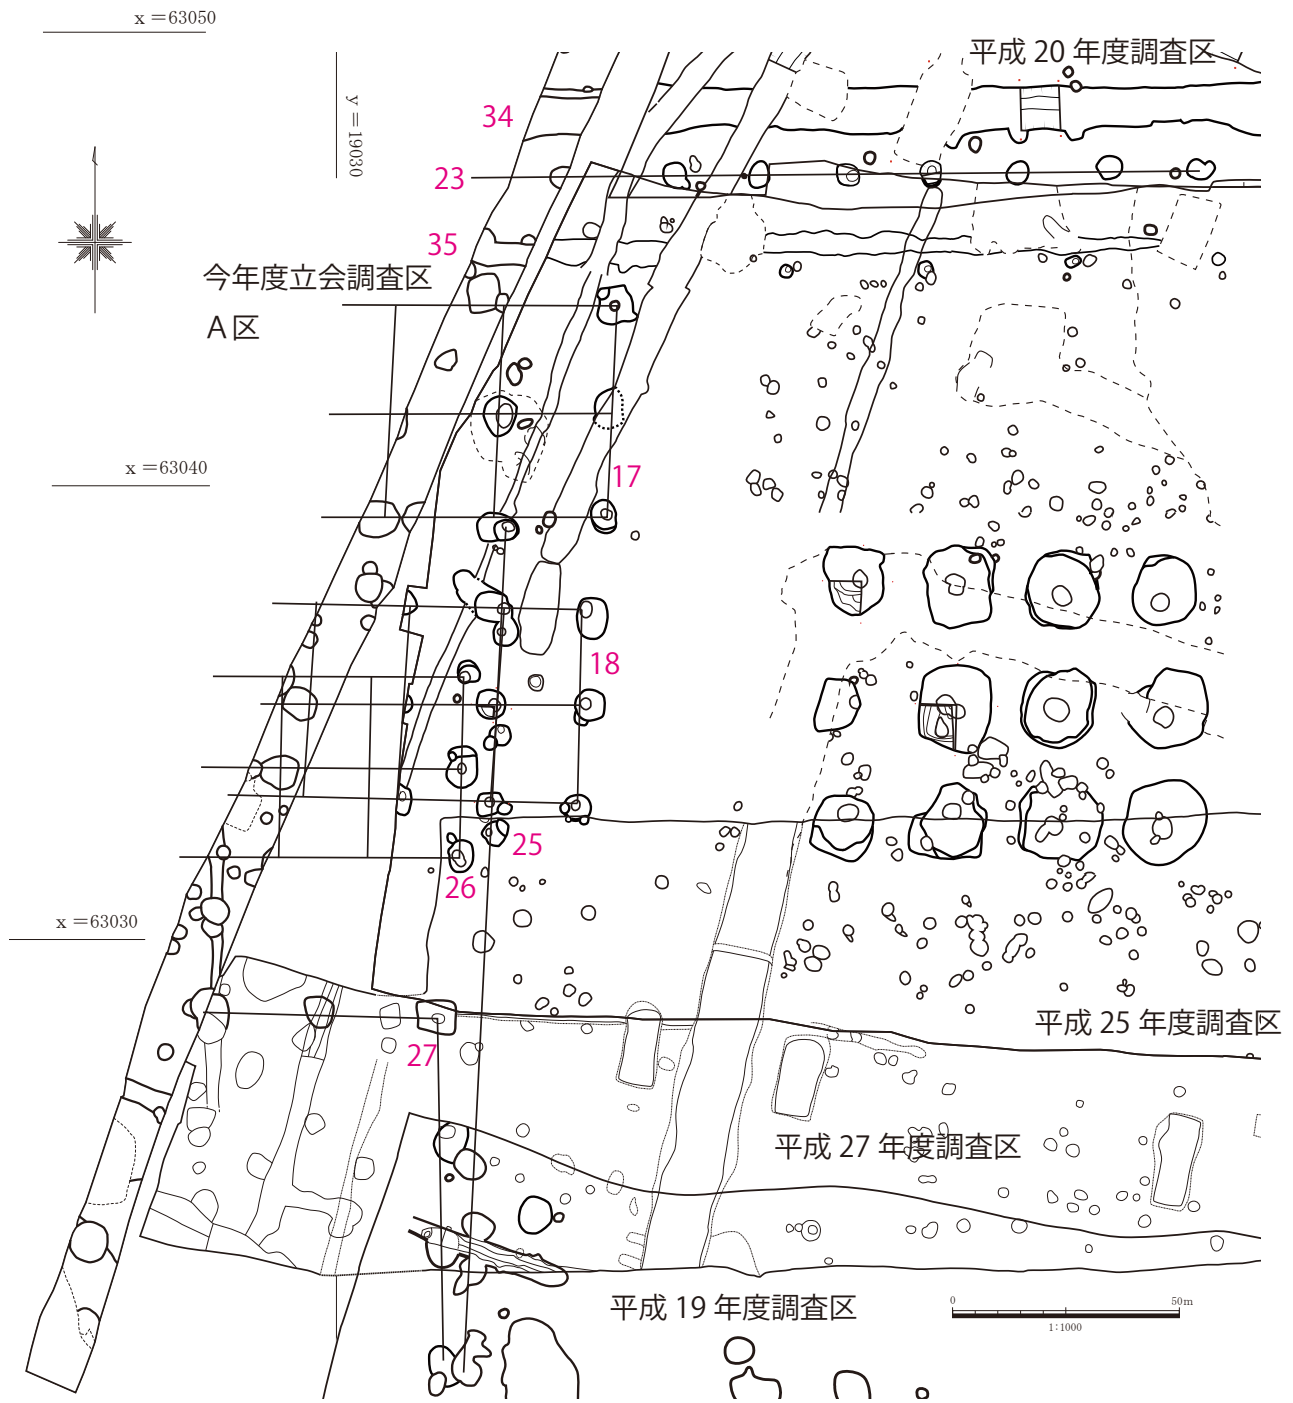 x =63050
平成 20 年度調査区
y =19030
34
23
35
今年度立会調査区
A区
x =63040
17
18
25
26
x =63030
平成 25 年度調査区
27
平成 27 年度調査区
平成 19 年度調査区
0 50m
1:1000